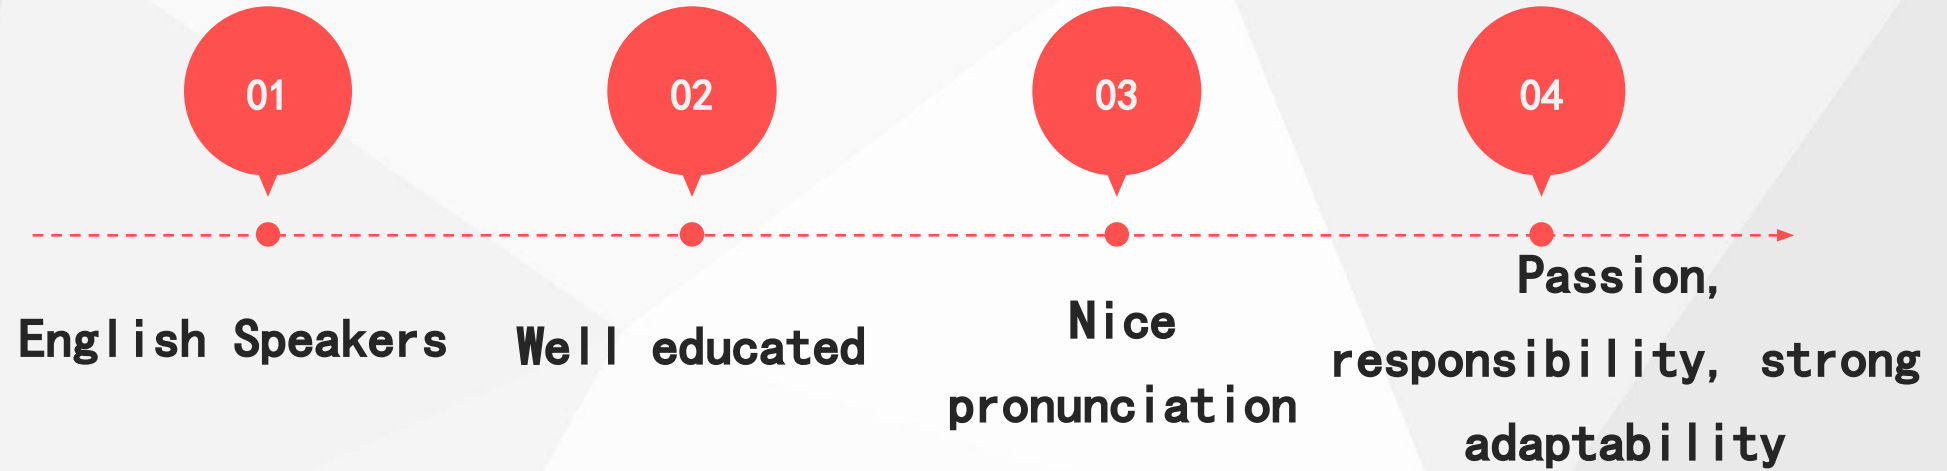 01
02
03
04
English Speakers
Well educated
Nice
pronunciation
Passion,
responsibility, strong
adaptability